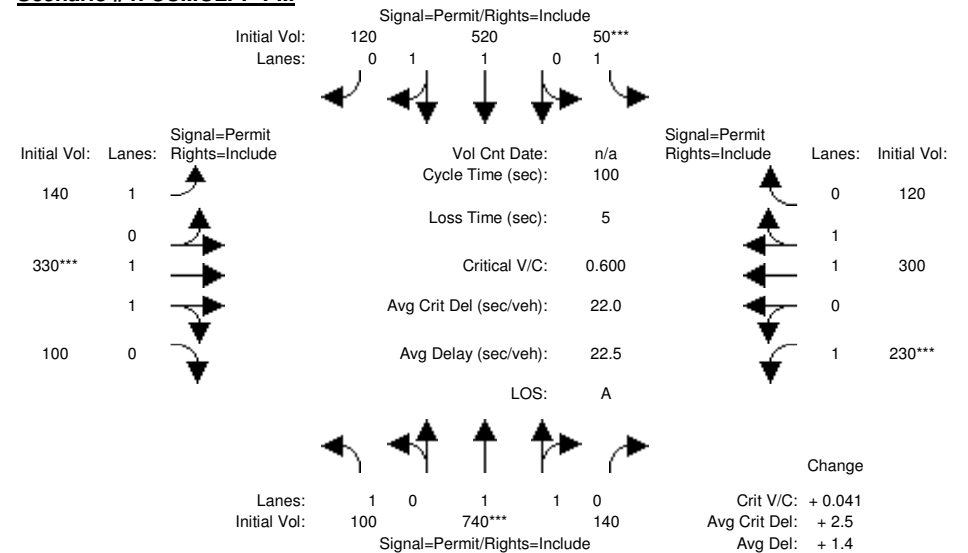 Signal=Permit/Rights=Include
Initial Vol: 120 520 50***
Lanes: 0 1 1 0 1
Signal=Permit Signal=Permit
Initial Vol: Lanes: Rights=Include Vol Cnt Date: n/a Rights=Include Lanes: Initial Vol:
Cycle Time (sec): 100
140 1 0 120
Loss Time (sec): 5
0 1
330*** 1 Critical V/C: 0.600 1 300
1 Avg Crit Del (sec/veh): 22.0 0
100 0 Avg Delay (sec/veh): 22.5 1 230***
LOS: A
Change
Lanes: 1 0 1 1 0 Crit V/C: + 0.041
Initial Vol: 100 740*** 140 Avg Crit Del: + 2.5
Signal=Permit/Rights=Include Avg Del: + 1.4